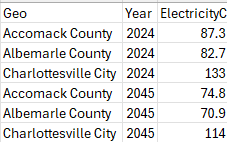 Geo Year ElectricityC
Accomack County 2024 87.3
Albemarle County 2024 82.7
Charlottesville City 2024 133
Accomack County 2045 74.8
Albemarle County 2045 70.9
Charlottesville City 2045 114